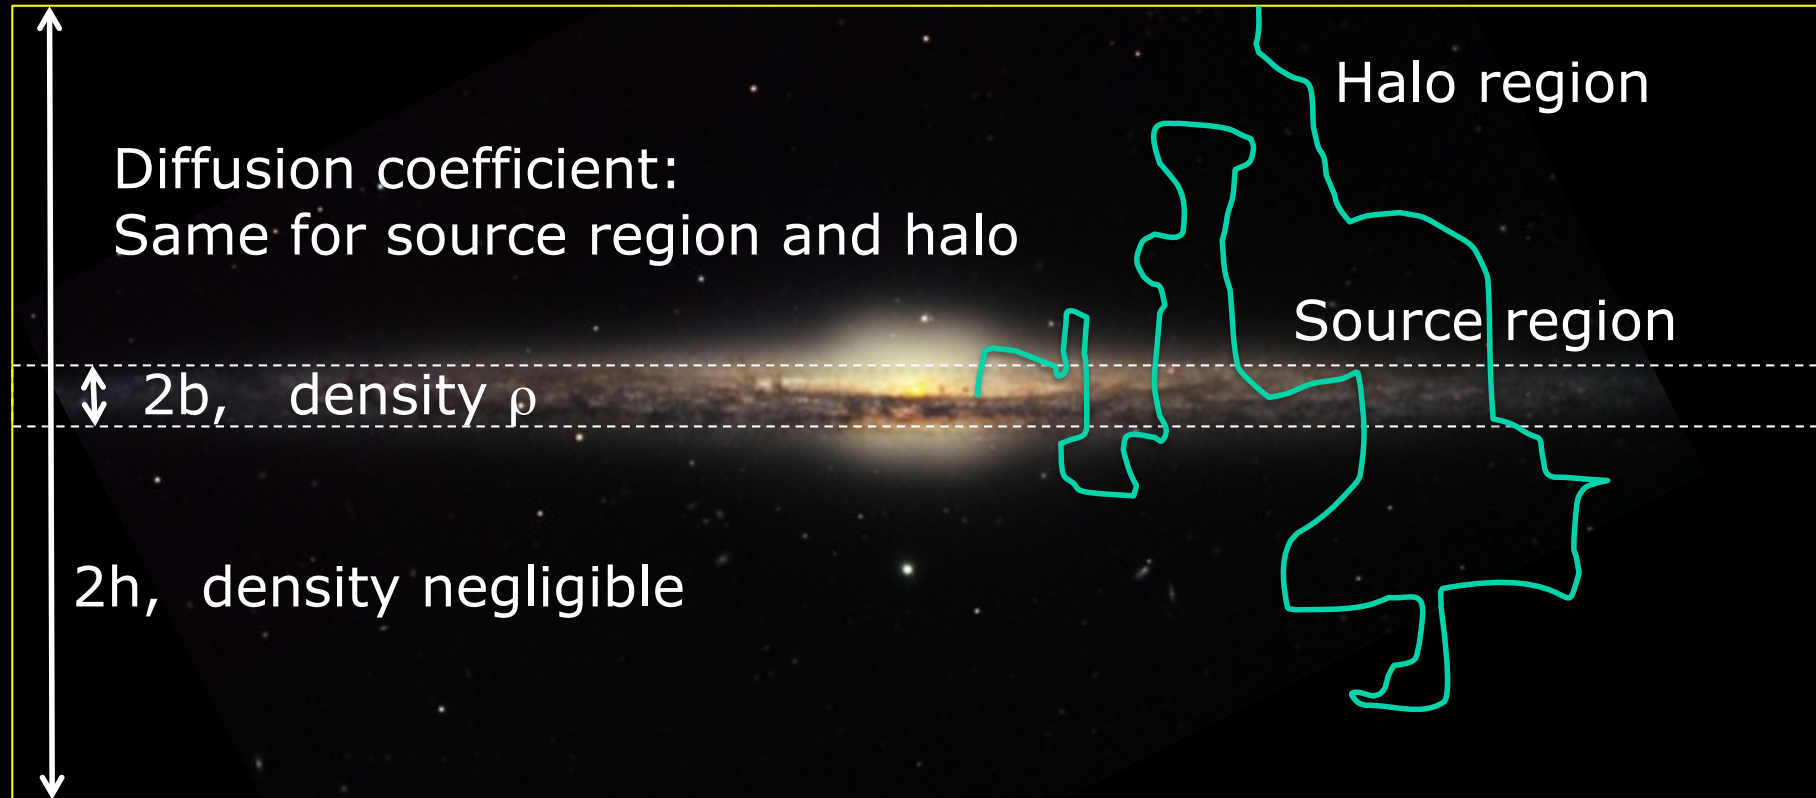 Halo region
Diffusion coefficient:
Same for source region and halo
Source region
2b, density ρ
2h, density negligible